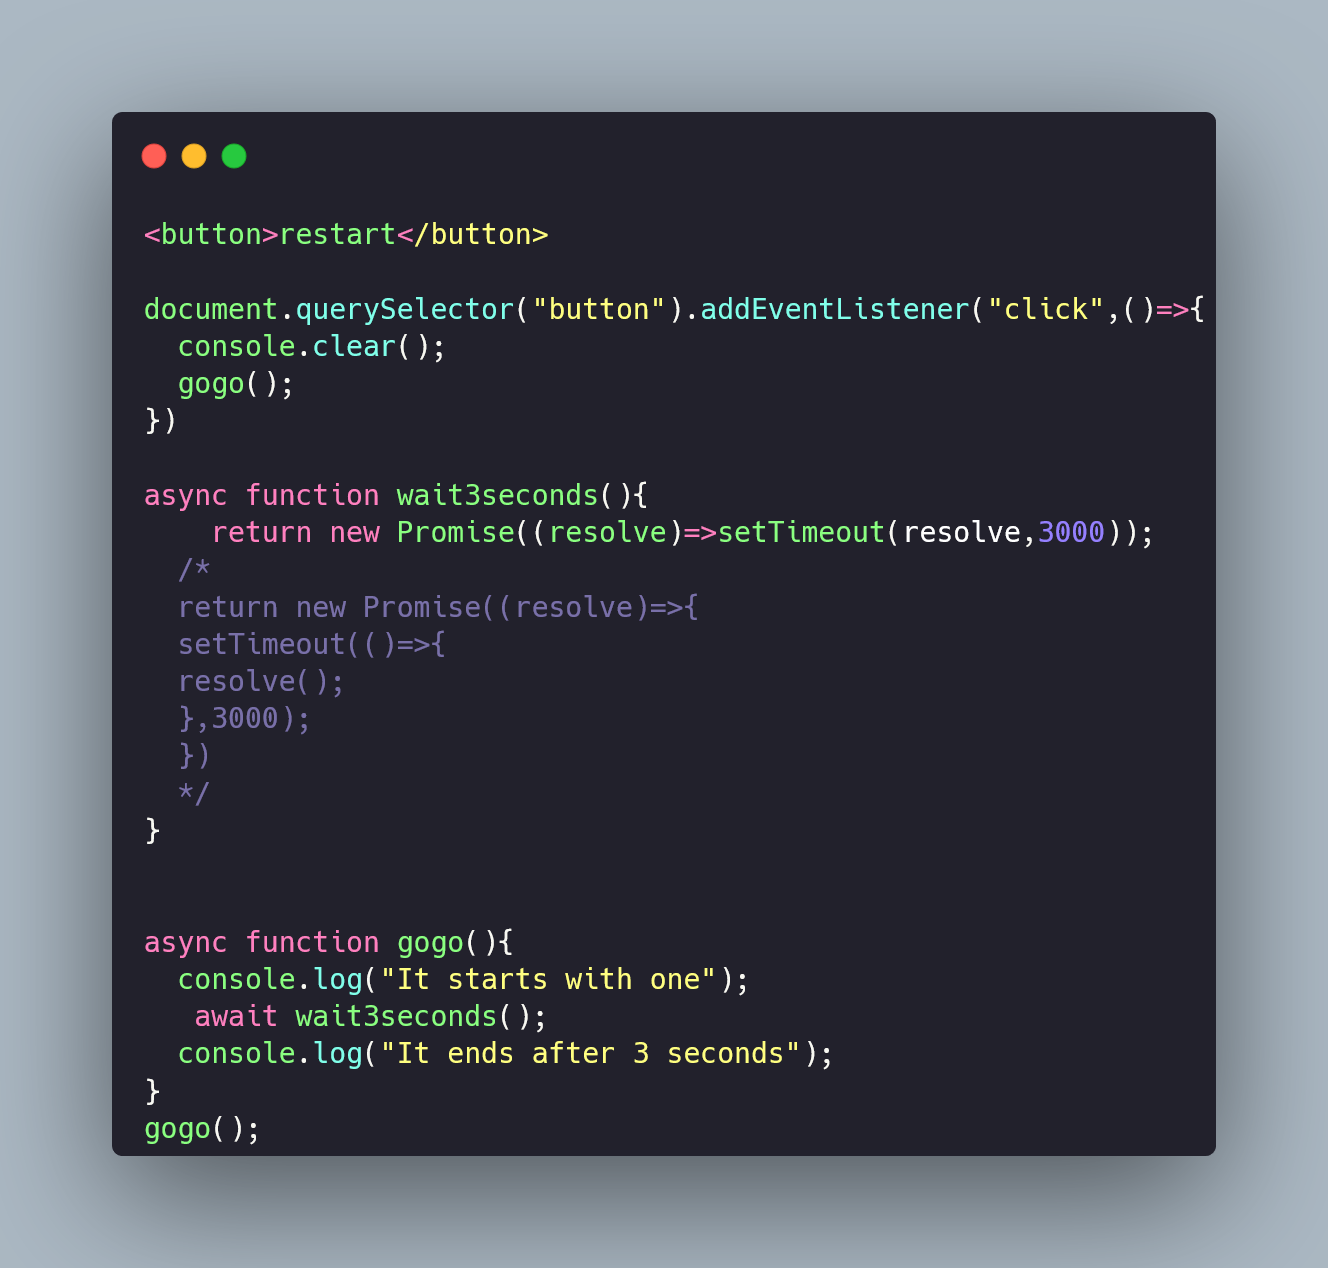 <button>restart</button>
document.querySelector("button").addEventListener("click",()=>{
  console.clear();
  gogo();
})
async function wait3seconds(){
    return new Promise((resolve)=>setTimeout(resolve,3000));
  /*
  return new Promise((resolve)=>{
  setTimeout(()=>{
  resolve();
  },3000);
  })
  */
}
async function gogo(){
  console.log("It starts with one");
   await wait3seconds();
  console.log("It ends after 3 seconds");
}
gogo();